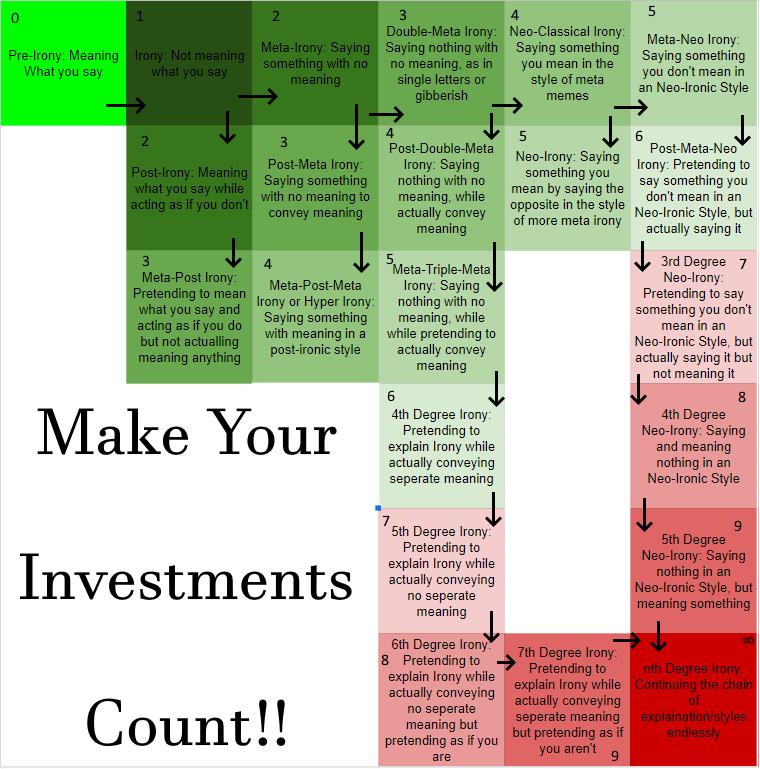 0
Pre-Irony: Meaning
What you say
1
Irony: Not meaning
what you say
2
Meta-Irony: Saying
something with no
meaning
3
Double-Meta Irony:
Saying nothing with
no meaning, as in
single letters or
gibberish
4
Neo-Classical Irony:
Saying something
you mean in the
style of meta
memes
5
Meta-Neo Irony:
Saying something
you don't mean in
an Neo-Ironic Style
2
Post-Irony: Meaning
what you say while
acting as if you don't
3
Post-Meta Irony:
Saying something
with no meaning to
convey meaning
4
Post-Double-Meta
Irony: Saying
nothing with no
meaning, while
actually convey
meaning
5
Neo-Irony: Saying
something you
mean by saying the
opposite in the style
of more meta irony
6
Post-Meta-Neo
Irony: Pretending to
say something you
don't mean in an
Neo-Ironic Style, but
actually saying it
3
Meta-Post Irony:
Pretending to mean
what you say and
acting as if you do
but not actualling
meaning anything
4
Meta-Post-Meta
Irony or Hyper Irony:
Saying something
with meaning in a
post-ironic style
5
Meta-Triple-Meta
Irony: Saying
nothing with no
meaning, while
while pretending to
actually convey
meaning
7
3rd Degree
Neo-Irony:
Pretending to say
something you don't
mean in an
Neo-Ironic Style, but
actually saying it but
not meaning it
6
4th Degree Irony:
Pretending to
explain Irony while
actually conveying
seperate meaning
8
4th Degree
Neo-Irony: Saying
and meaning
nothing in an
Neo-Ironic Style
7
5th Degree Irony:
Pretending to
explain Irony while
actually conveying
no seperate
meaning
9
5th Degree
Neo-Irony: Saying
nothing in an
Neo-Ironic Style, but
meaning something
8
6th Degree Irony:
Pretending to
explain Irony while
actually conveying
no seperate
meaning but
pretending as if you
are
7th Degree Irony:
Pretending to
explain Irony while
actually conveying
seperate meaning
but pretending as if
you aren't
9
∞
nth Degree Irony:
Continuing the chain
of
explaination/styles
endlessly
Make Your
Investments
Count!!